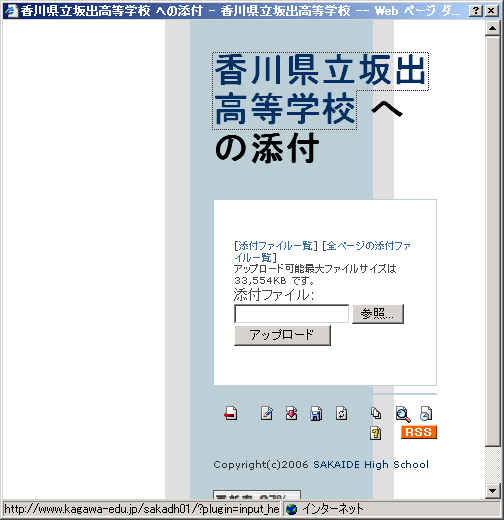 香川県立坂出高等学校 への添付 - 香川県立坂出高等学校 -- Web ページ ダ...
香川県立坂出
高等学校 へ
の添付
[添付ファイル一覧] [全ページの添付ファ
イル一覧]
アップロード可能最大ファイルサイズは
33,554KB です。
添付ファイル:
参照...
アップロード
RSS
Copyright(c)2006 SAKAIDE High School
http://www.kagawa-edu.jp/sakadh01/?plugin=input_he
インターネット